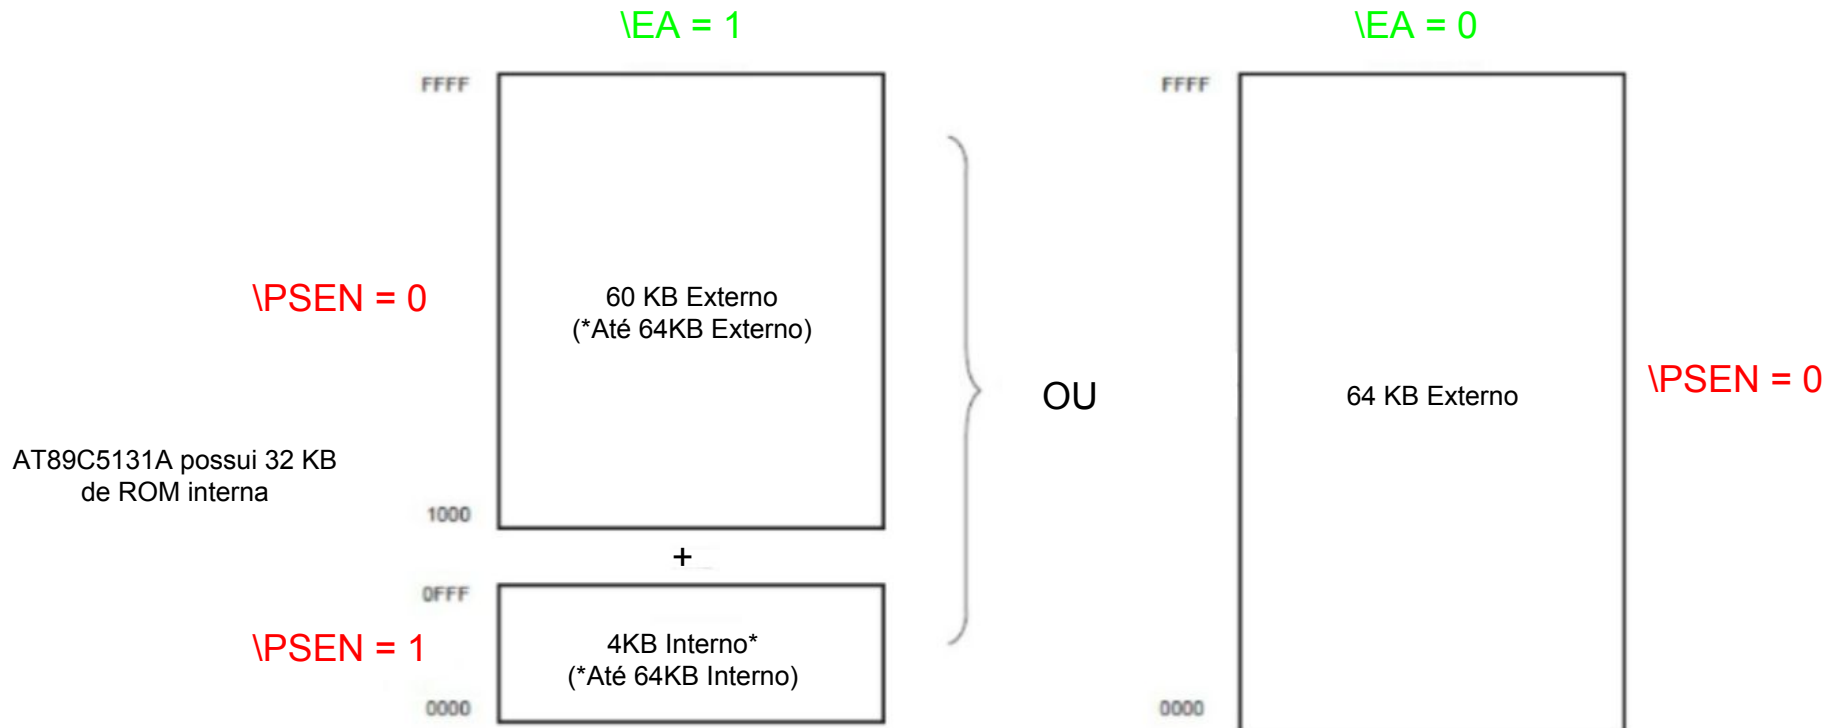 \EA = 1
\EA = 0
FFFF
FFFF
\PSEN = 0
60 KB Externo
(*Até 64KB Externo)
OU
64 KB Externo
\PSEN = 0
AT89C5131A possui 32 KB
de ROM interna
1000
+
0FFF
\PSEN = 1
4KB Interno*
(*Até 64KB Interno)
0000
0000